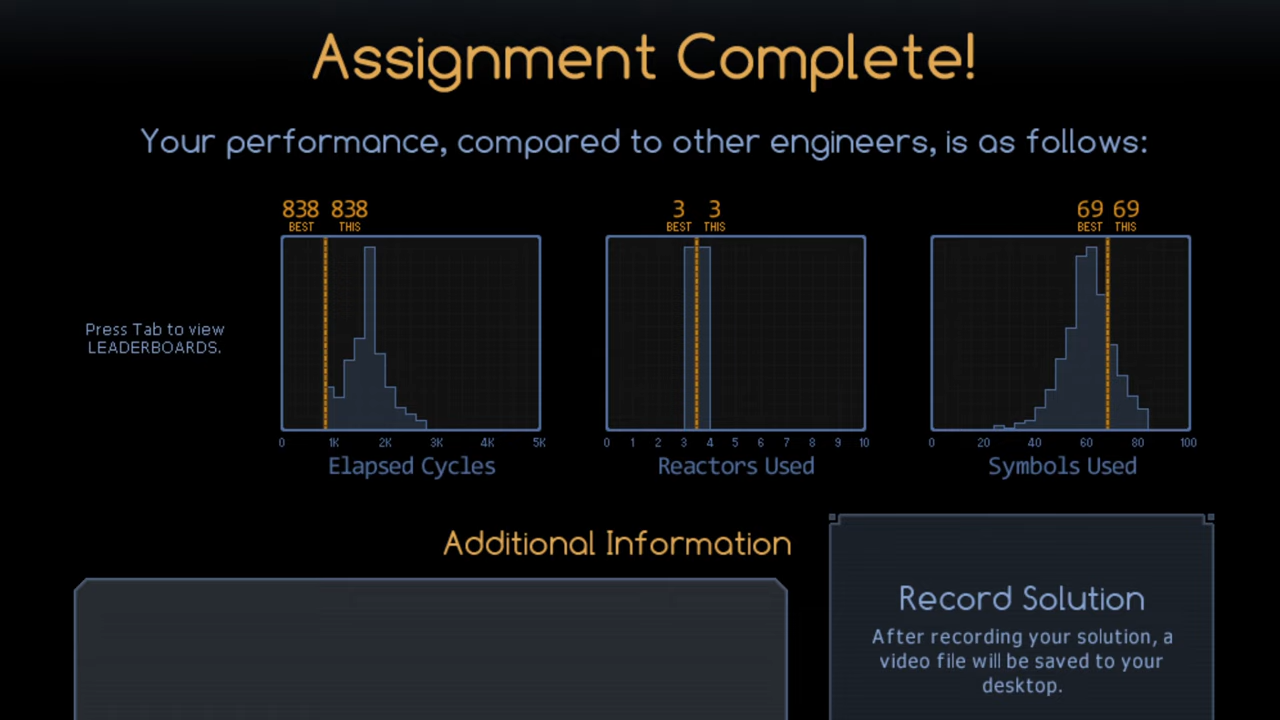 Assignment Complete!
Your performance, compared to other engineers, is as follows:
838 838
BEST THIS
3 3
BEST THIS
69 69
BEST THIS
Press Tab to view
LEADERBOARDS.
0 1K 2K 3K 4K 5K
Elapsed Cycles
0 1 2 3 4 5 6 7 8 9 10
Reactors Used
0 20 40 60 80 100
Symbols Used
Additional Information
Record Solution
After recording your solution, a
video file will be saved to your
desktop.